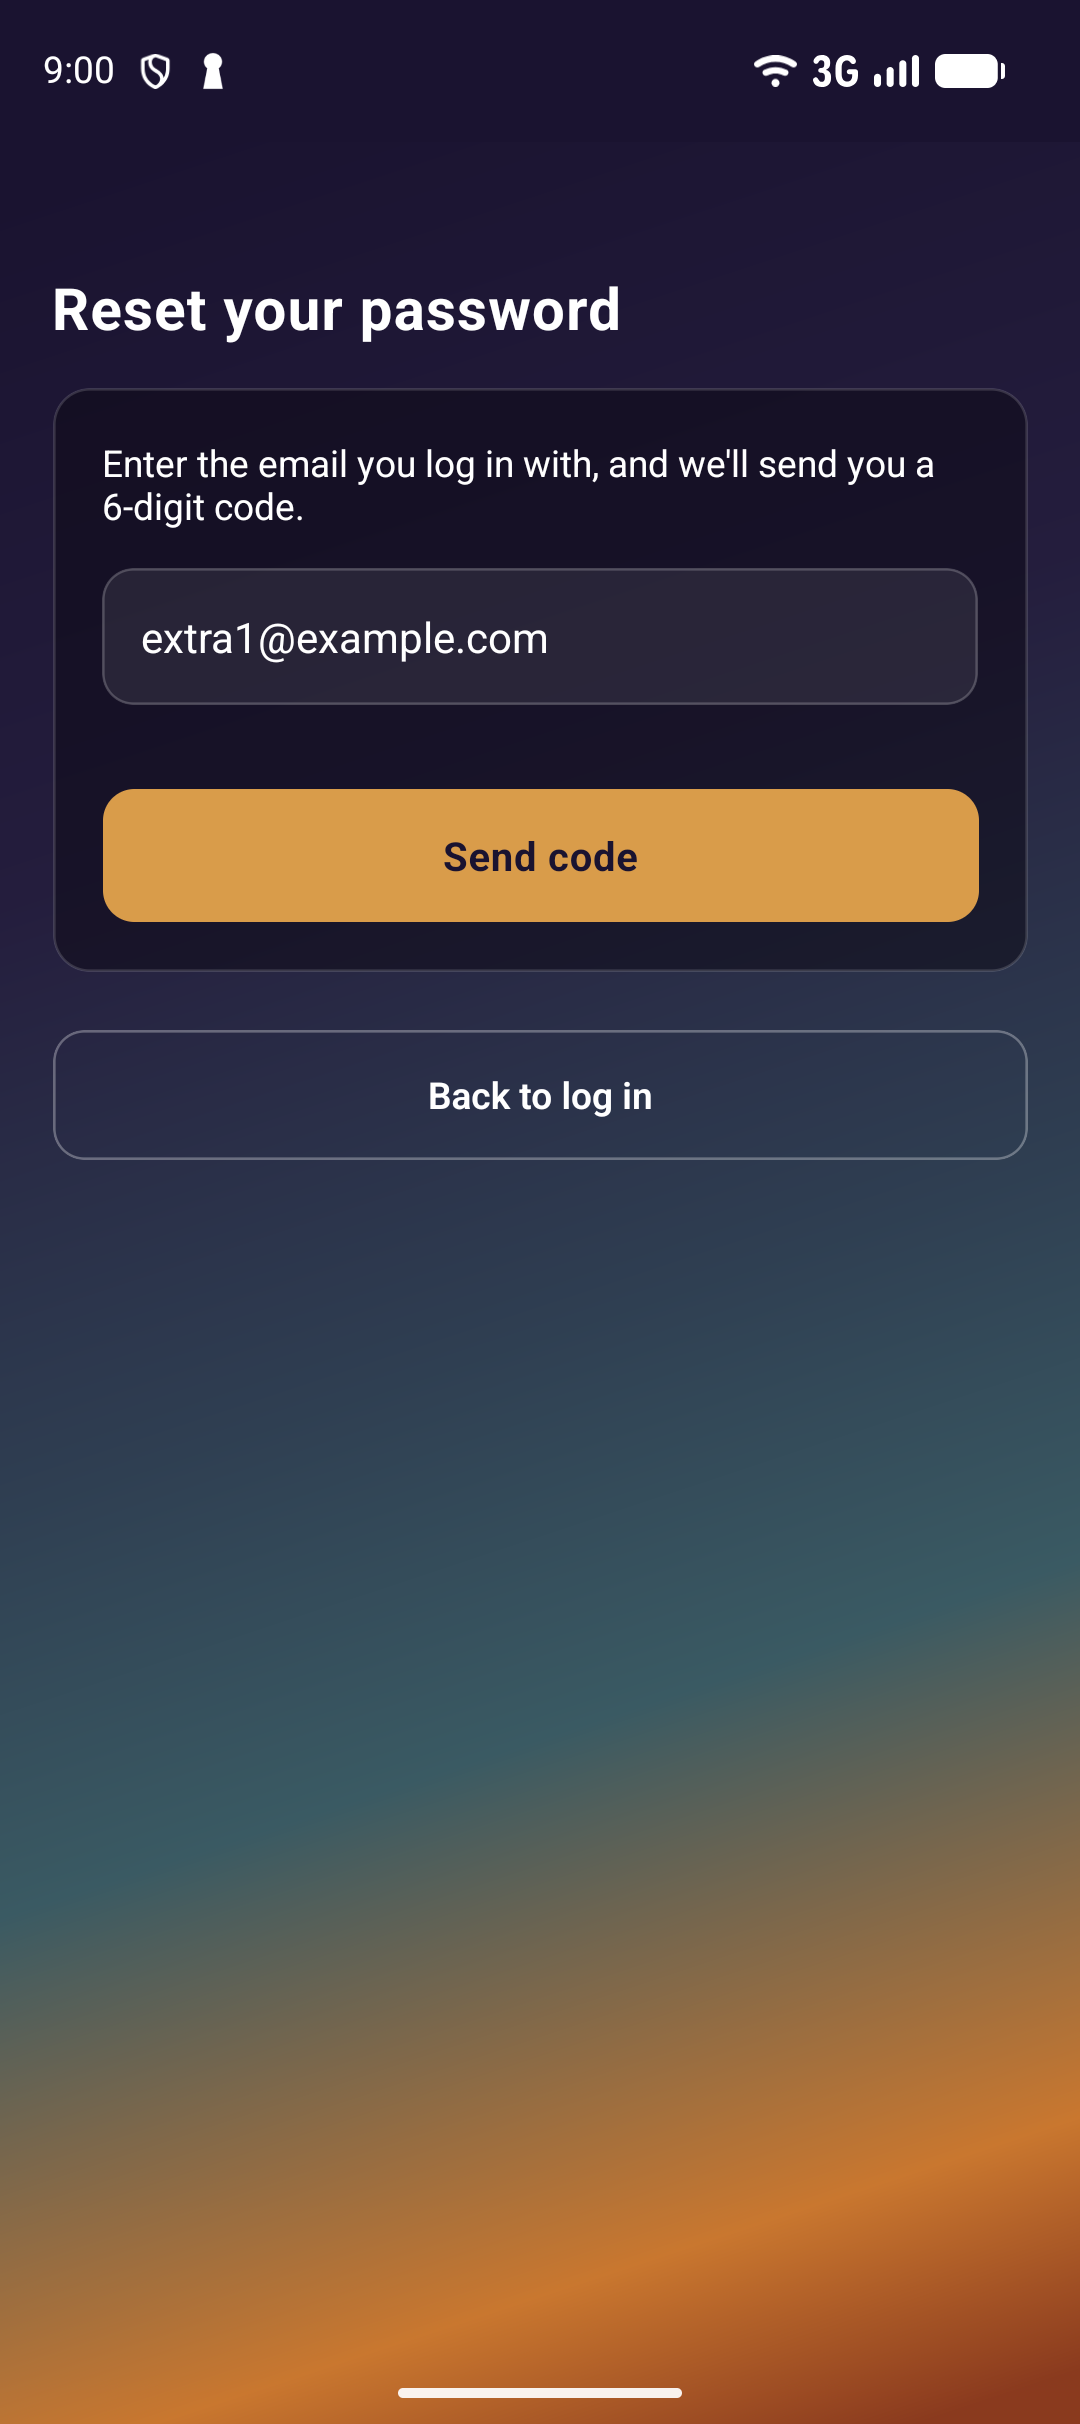 9:00
3G
Reset your password
Enter the email you log in with, and we'll send you a
6-digit code.
extra1@example.com
Send code
Back to log in